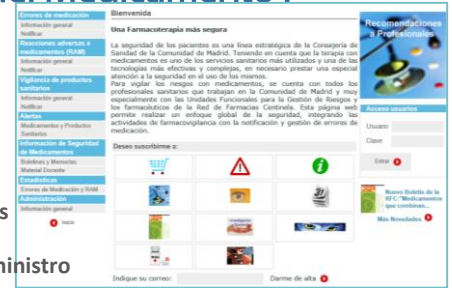 Errores de medicación
Información general
Notificar
Reacciones adversas a
medicamentos (RAM)
Información general
Notificar
Vigilancia de productos
sanitarios
Información general
Notificar
Alertas
Medicamentos y Productos
Sanitarios
Información de Seguridad
de Medicamentos
Boletines y Memorias
Material Docente
Estadísticas
Errores de Medicación y RAM
Administración
Información general
Inicio
s
ninistro
Bienvenida
Una Farmacoterapia más segura
La seguridad de los pacientes es una línea estratégica de la Consejería de
Sanidad de la Comunidad de Madrid. Teniendo en cuenta que la terapia con
medicamentos es uno de los servicios sanitarios más utilizados y una de las
tecnologías más efectivas y complejas, es necesario prestar una especial
atención a la seguridad en el uso de los mismos.
Para vigilar los riesgos con medicamentos, se cuenta con todos los
profesionales sanitarios que trabajan en la Comunidad de Madrid y muy
especialmente con las Unidades Funcionales para la Gestión de Riesgos y
los farmacéuticos de la Red de Farmacias Centinela. Esta página web
permite realizar un enfoque global de la seguridad, integrando las
actividades de farmacovigilancia con la notificación y gestión de errores de
medicación.
Deseo suscribirme a:
Indique su correo:
Darme de alta
Recomendaciones
a Profesionales
Acceso usuarios
Usuario
Clave
Entrar
Nuevo Boletín de la
RFC:"Medicamentos
que combinan...
Más Novedades